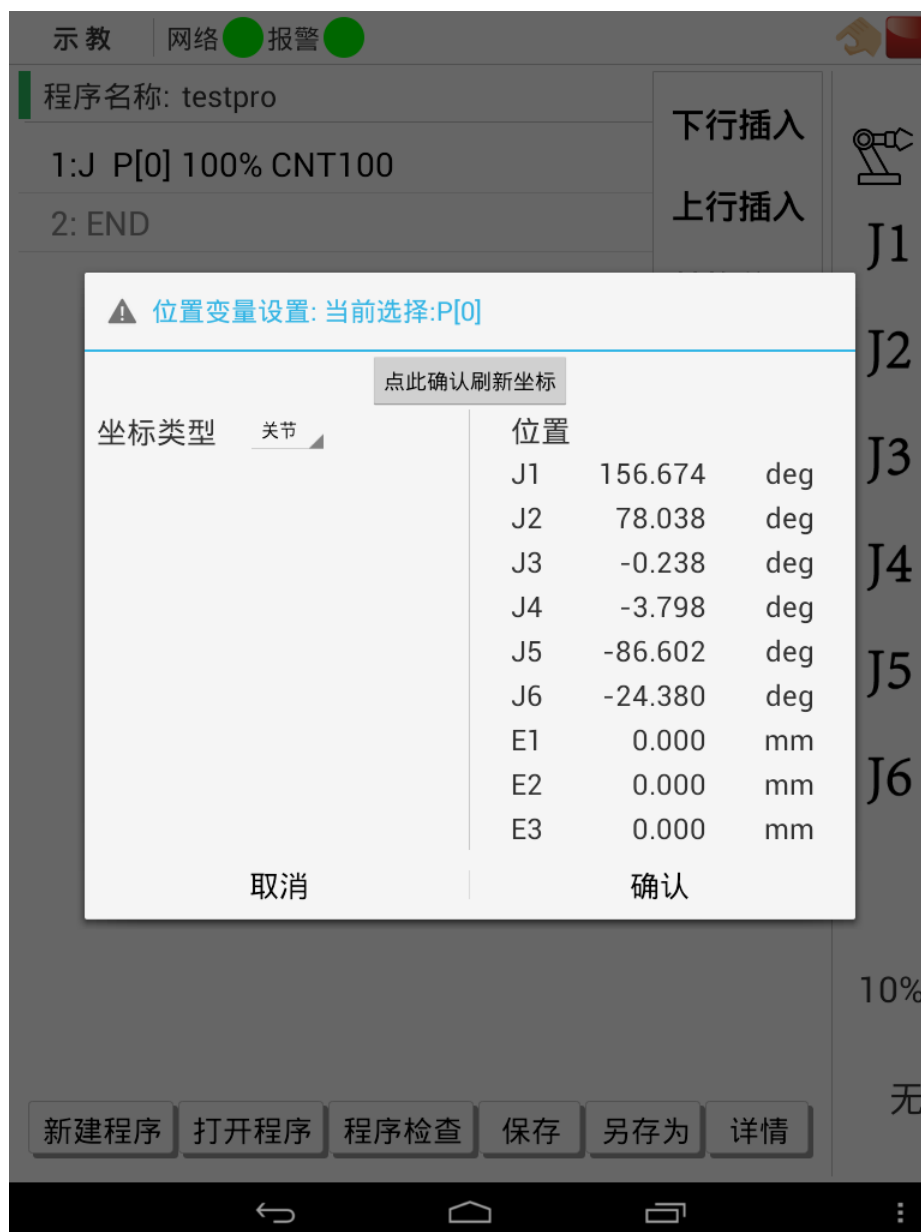 示教 网络 报警
程序名称: testpro
1:J P[0] 100% CNT100
2: END
下行插入
上行插入
位置变量设置: 当前选择:P[0]
点此确认刷新坐标
坐标类型 关节
位置
J1 156.674 deg
J2 78.038 deg
J3 -0.238 deg
J4 -3.798 deg
J5 -86.602 deg
J6 -24.380 deg
E1 0.000 mm
E2 0.000 mm
E3 0.000 mm
取消 确认
J1
J2
J3
J4
J5
J6
10%
无
新建程序 打开程序 程序检查 保存 另存为 详情